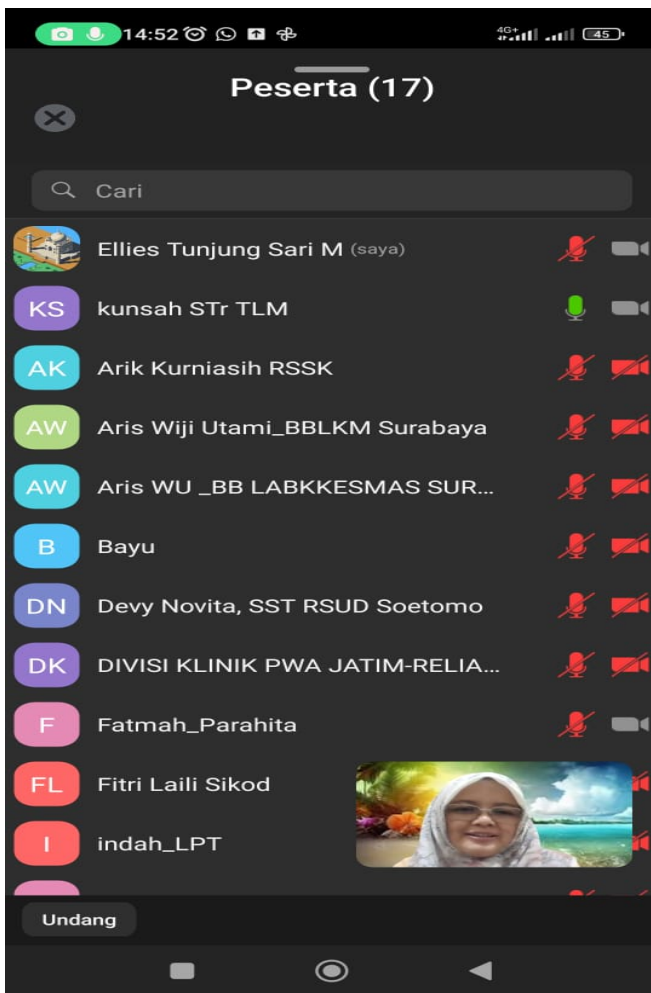 14:52 4G+ 45
Peserta (17)
Cari
Ellies Tunjung Sari M (saya)
KS kunsah STr TLM
AK Arik Kurniasih RSSK
AW Aris Wiji Utami_BBLKM Surabaya
AW Aris WU _BB LABKKESMAS SUR...
B Bayu
DN Devy Novita, SST RSUD Soetomo
DK DIVISI KLINIK PWA JATIM-RELIA...
F Fatmah_Parahita
FL Fitri Laili Sikod
I indah_LPT
Undang